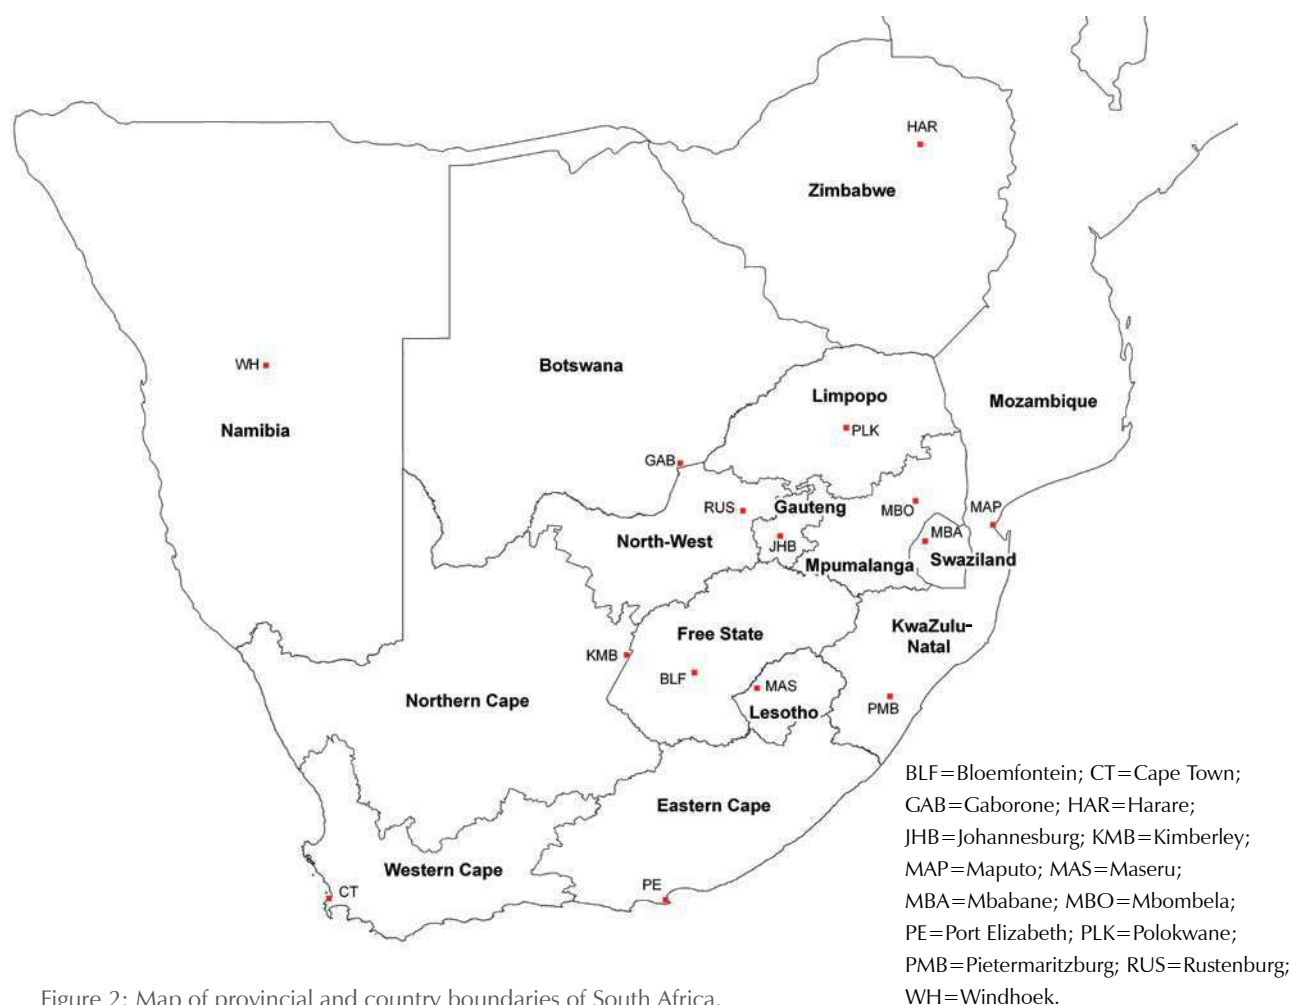 HAR
Zimbabwe
WH
Botswana
Limpopo
Mozambique
Namibia
PLK
GAB
RUS
Gauteng
MBO
MAP
North-West
JHB
MBA
Mpumalanga
Swaziland
Free State
KwaZulu-
Natal
KMB
BLF
MAS
Northern Cape
Lesotho
PMB
Eastern Cape
Western Cape
CT
PE
BLF=Bloemfontein; CT=Cape Town;
GAB=Gaborone; HAR=Harare;
JHB=Johannesburg; KMB=Kimberley;
MAP=Maputo; MAS=Maseru;
MBA=Mbabane; MBO=Mbombela;
PE=Port Elizabeth; PLK=Polokwane;
PMB=Pietermaritzburg; RUS=Rustenburg;
WH=Windhoek.
Figure 2: Map of provincial and country boundaries of South Africa.